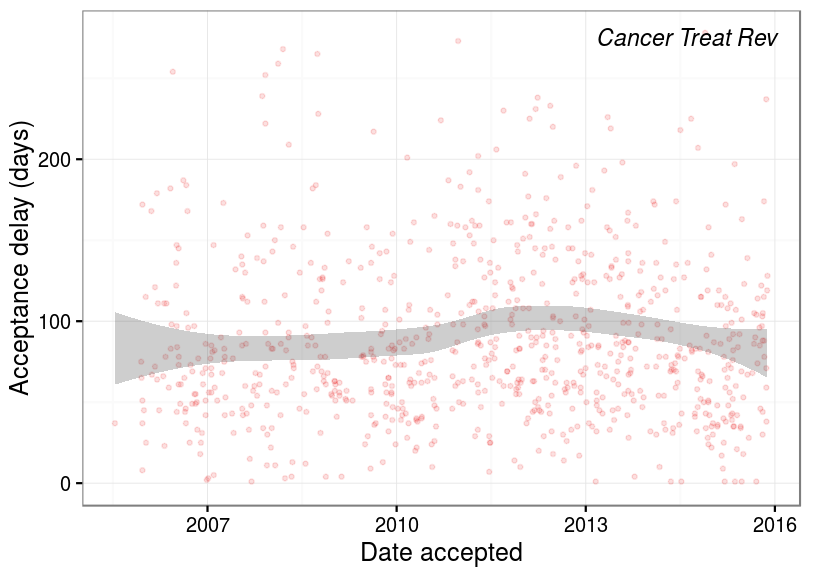 Cancer Treat Rev
Acceptance delay (days)
200
100
0
2007 2010 2013 2016
Date accepted